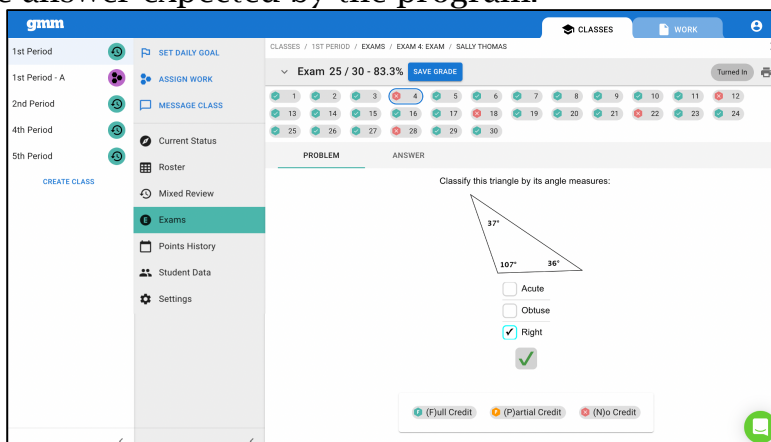 e answer expected by the program.
gmm
CLASSES
WORK
1st Period
1st Period - A
2nd Period
4th Period
5th Period
CREATE CLASS
SET DAILY GOAL
ASSIGN WORK
MESSAGE CLASS
Current Status
Roster
Mixed Review
Exams
Points History
Student Data
Settings
CLASSES / 1ST PERIOD / EXAMS / EXAM 4: EXAM / SALLY THOMAS
Exam 25 / 30 - 83.3% SAVE GRADE Turned In
1 2 3 4 5 6 7 8 9 10 11 12
13 14 15 16 17 18 19 20 21 22 23 24
25 26 27 28 29 30
PROBLEM ANSWER
Classify this triangle by its angle measures:
37°
107° 36°
Acute
Obtuse
Right
F (F)ull Credit P (P)artial Credit (N)o Credit